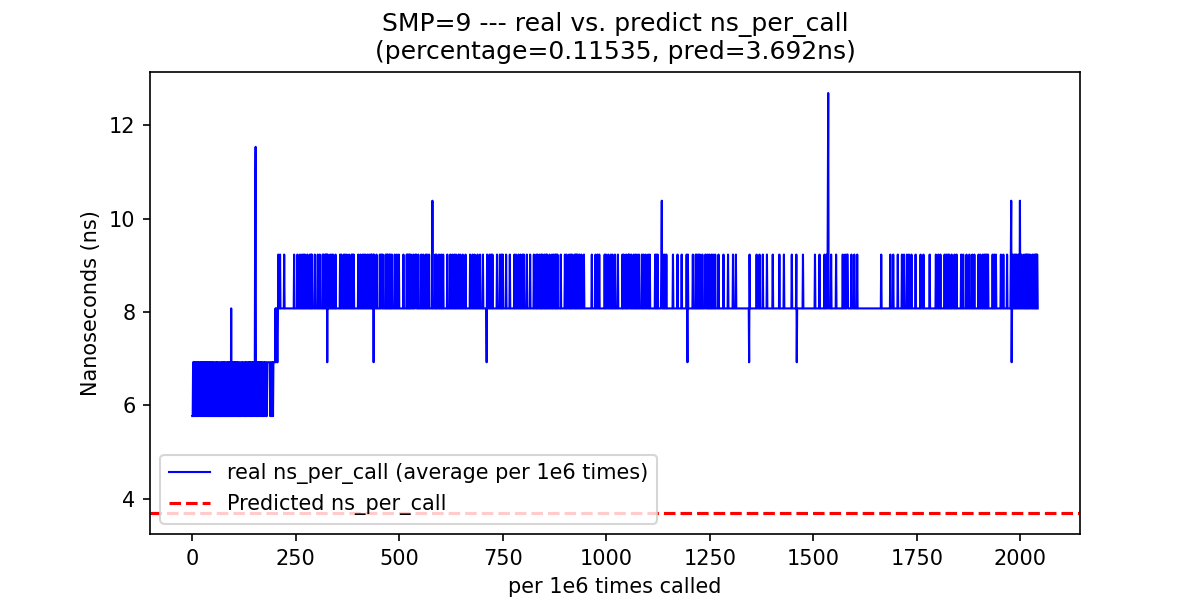 SMP=9 --- real vs. predict ns_per_call
(percentage=0.11535, pred=3.692ns)
Nanoseconds (ns)
12
10
8
6
4
real ns_per_call (average per 1e6 times)
Predicted ns_per_call
0 250 500 750 1000 1250 1500 1750 2000
per 1e6 times called